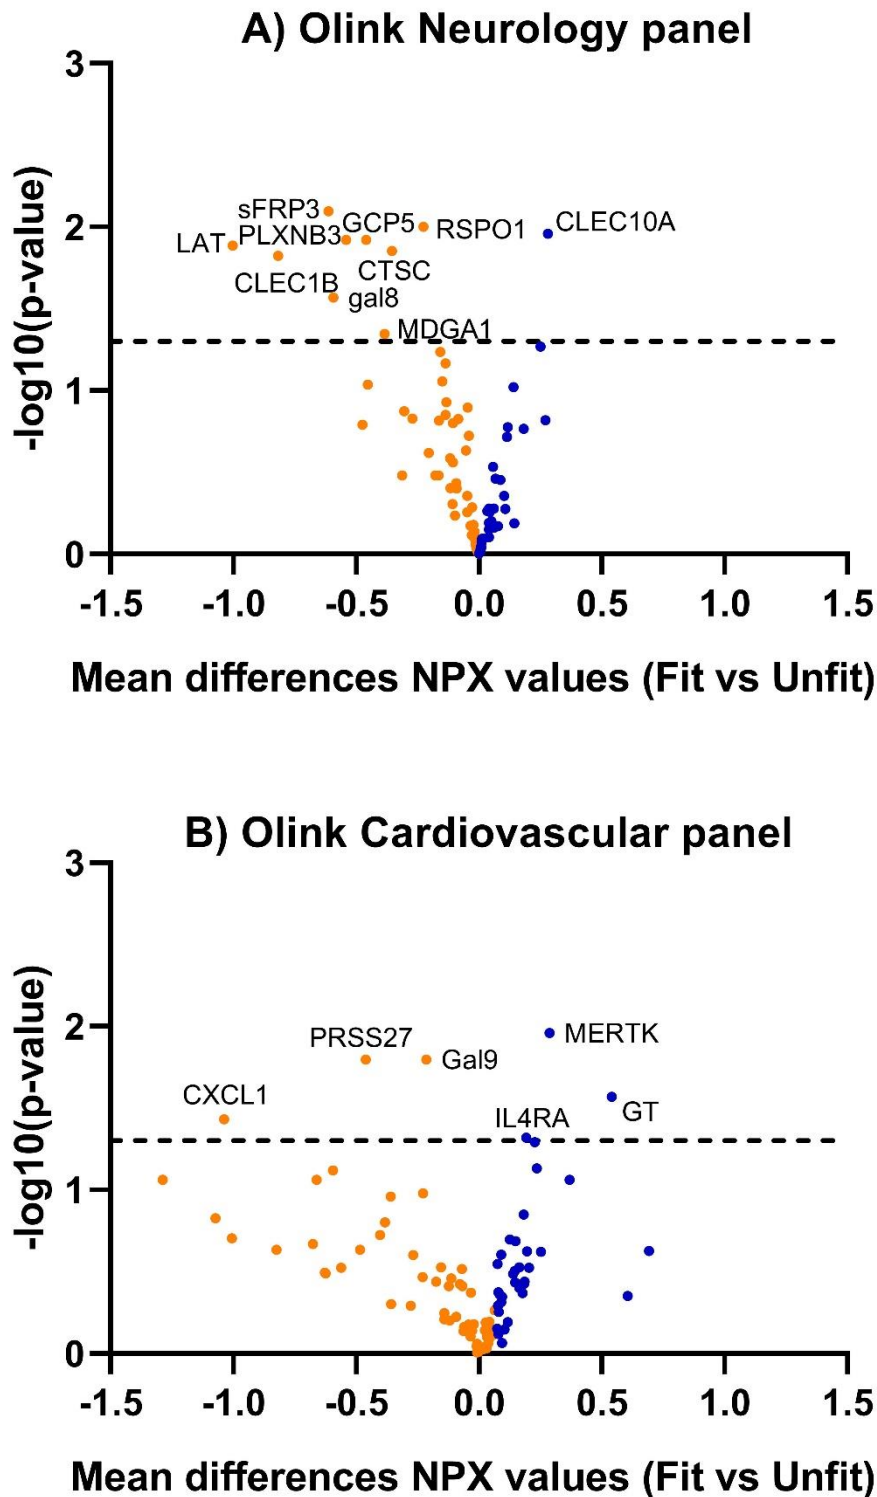 A) Olink Neurology panel
3
2
1
0
-log10(p-value)
sFRP3
GCP5
RSPO1
CLEC10A
LAT
PLXNB3
CTSC
CLEC1B
gal8
MDGA1
-1.5 -1.0 -0.5 0.0 0.5 1.0 1.5
Mean differences NPX values (Fit vs Unfit)
B) Olink Cardiovascular panel
3
2
1
0
-log10(p-value)
PRSS27
Gal9
MERTK
CXCL1
IL4RA
GT
-1.5 -1.0 -0.5 0.0 0.5 1.0 1.5
Mean differences NPX values (Fit vs Unfit)